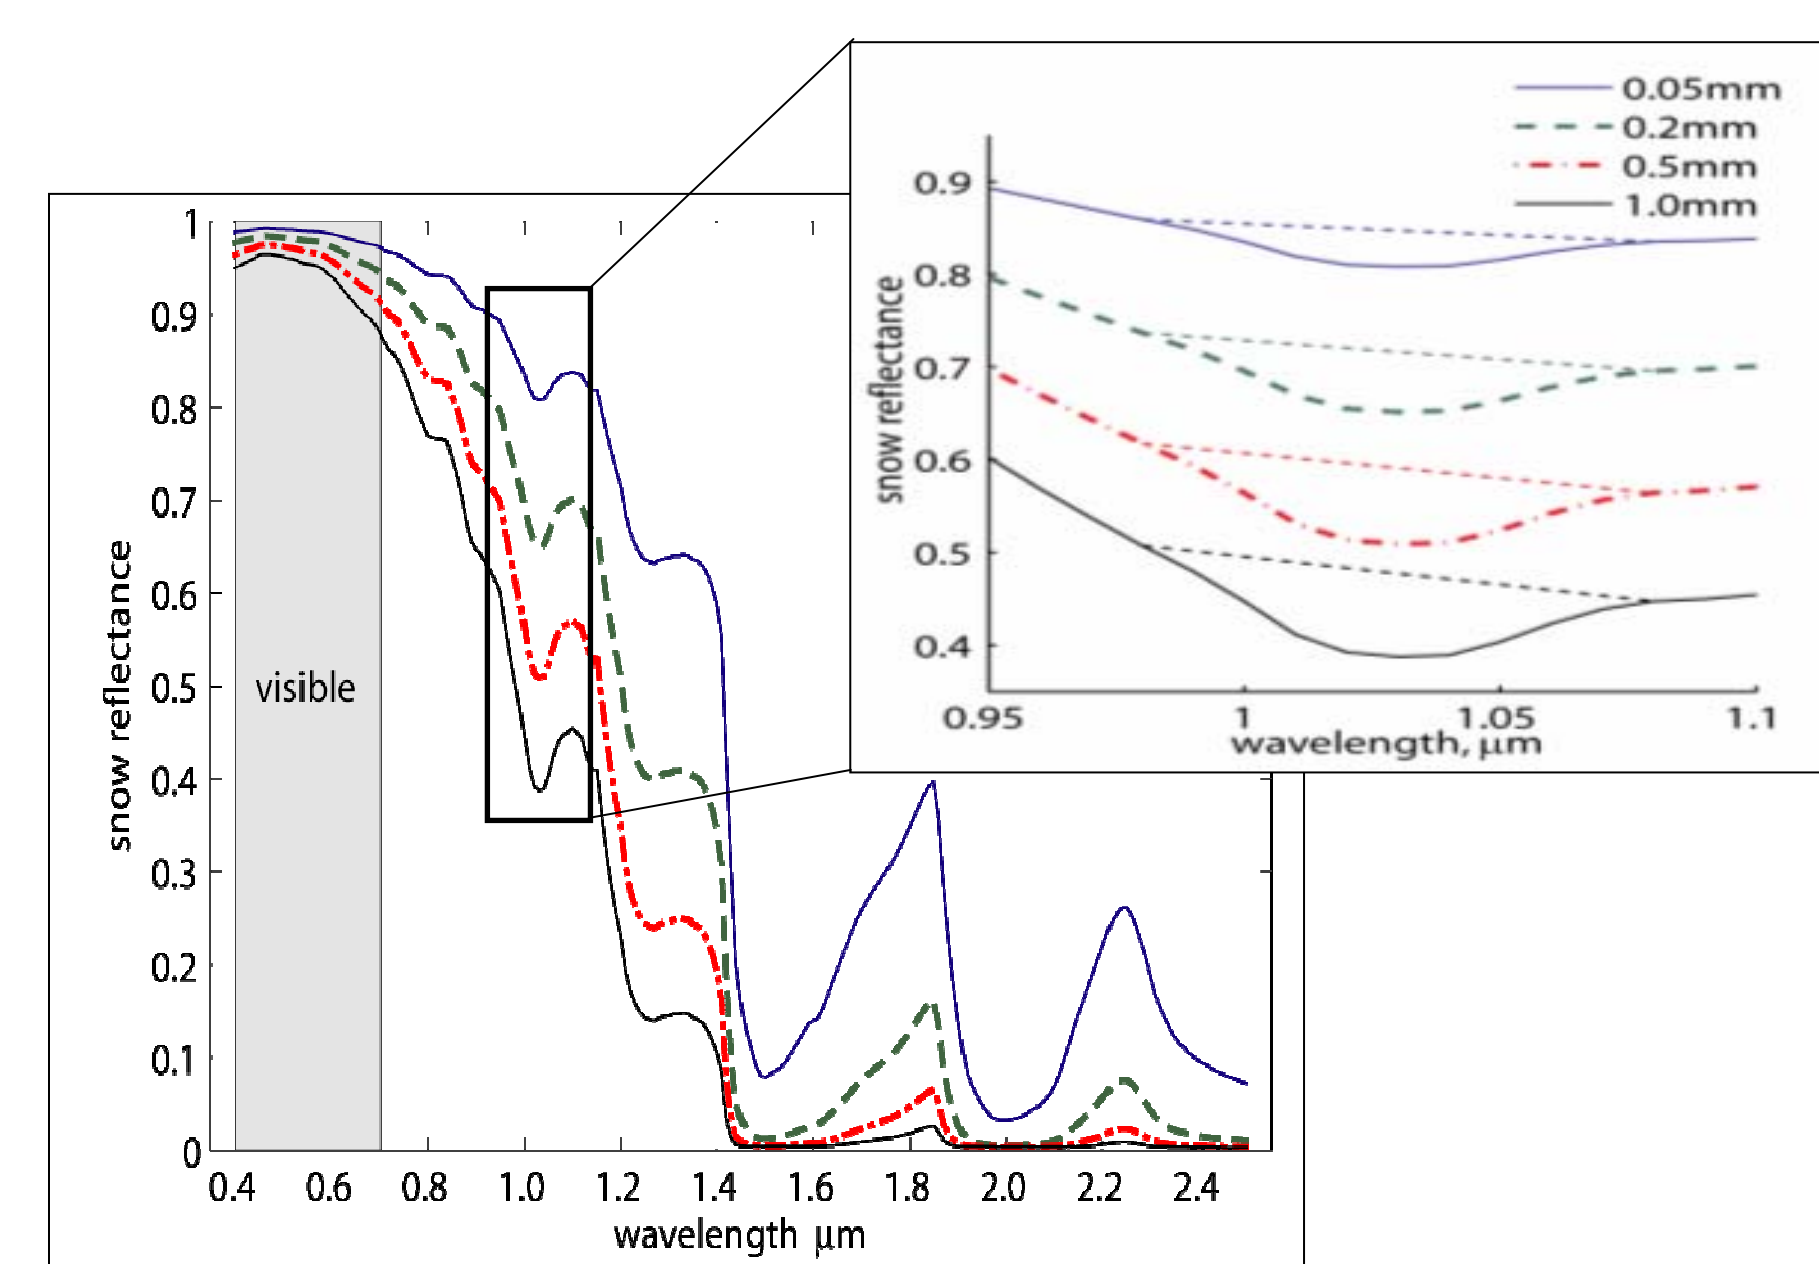 0.05mm
0.2mm
0.5mm
1.0mm
0.9
0.8
0.7
0.6
0.5
0.4
snow reflectance
0.95 1 1.05 1.1
wavelength, μm
1
0.9
0.8
0.7
0.6
0.5
0.4
0.3
0.2
0.1
0
snow reflectance
visible
0.4 0.6 0.8 1.0 1.2 1.4 1.6 1.8 2.0 2.2 2.4
wavelength μm